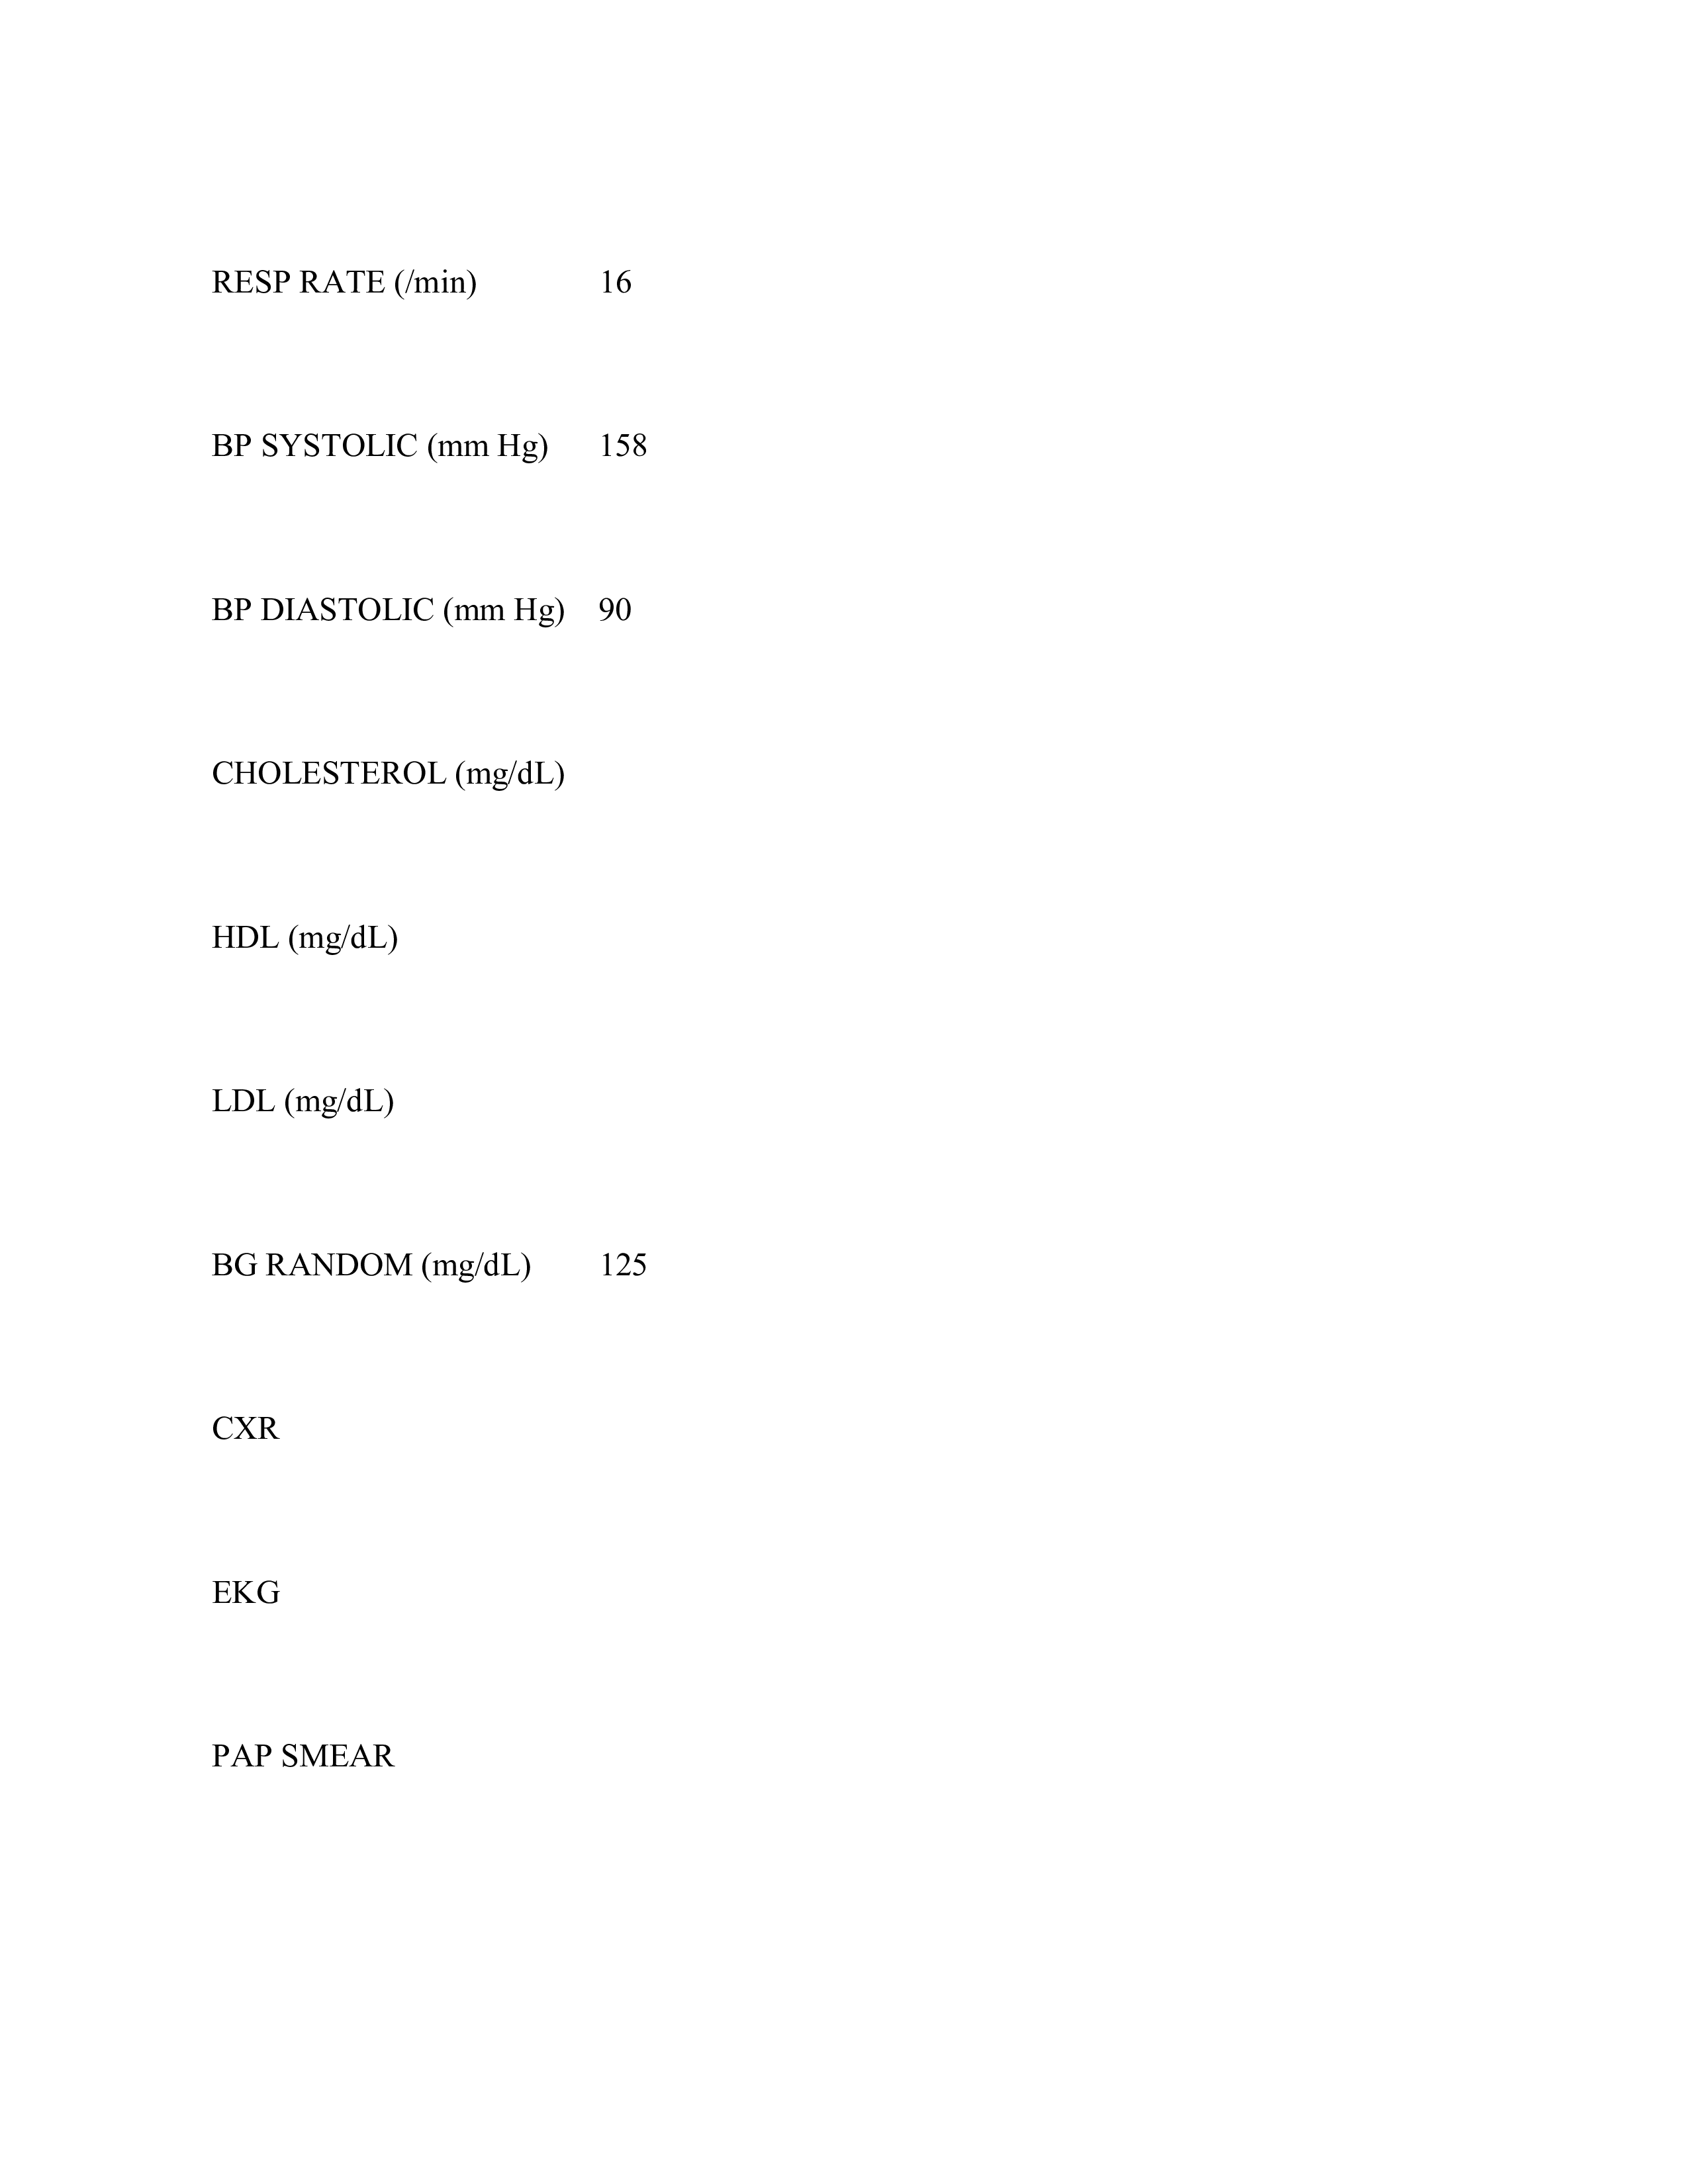 RESP RATE (/min) 16
BP SYSTOLIC (mm Hg) 158
BP DIASTOLIC (mm Hg) 90
CHOLESTEROL (mg/dL)
HDL (mg/dL)
LDL (mg/dL)
BG RANDOM (mg/dL) 125
CXR
EKG
PAP SMEAR